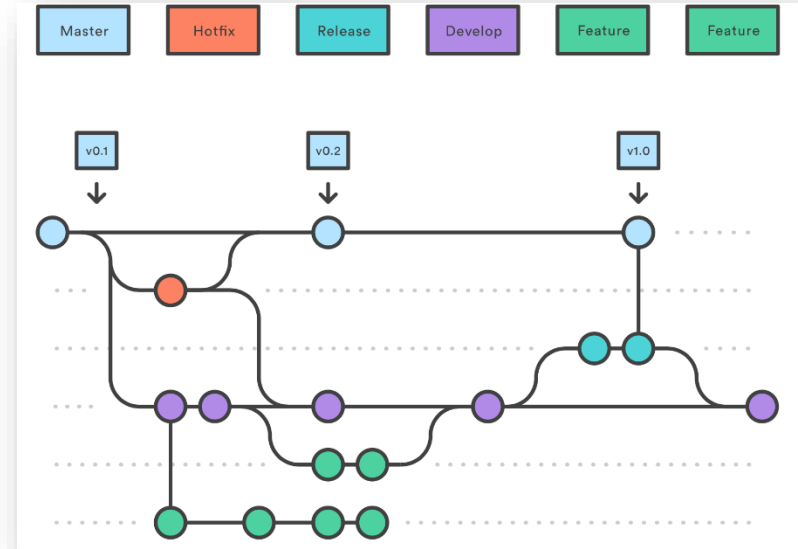 Master
Hotfix
Release
Develop
Feature
Feature
v0.1
v0.2
v1.0